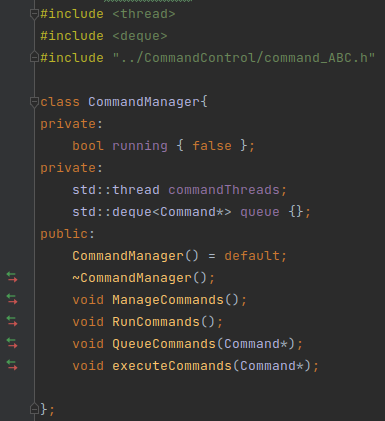 #include <thread>
#include <deque>
#include "../CommandControl/command_ABC.h"
class CommandManager{
private:
    bool running { false };
private:
    std::thread commandThreads;
    std::deque<Command*> queue {};
public:
    CommandManager() = default;
    ~CommandManager();
    void ManageCommands();
    void RunCommands();
    void QueueCommands(Command*);
    void executeCommands(Command*);
};